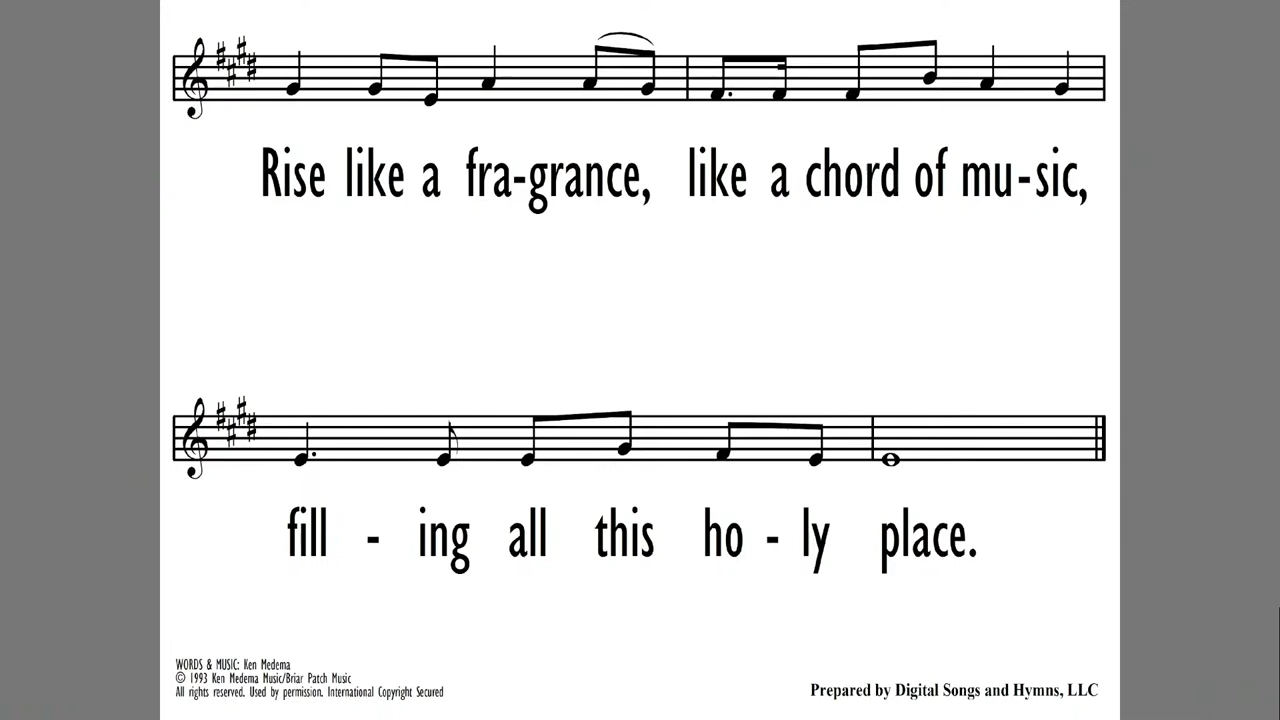 Rise like a fra-grance, like a chord of mu-sic,
fill - ing all this ho - ly place.
WORDS & MUSIC: Ken Medema
© 1993 Ken Medema Music/Briar Patch Music
All rights reserved. Used by permission. International Copyright Secured
Prepared by Digital Songs and Hymns, LLC